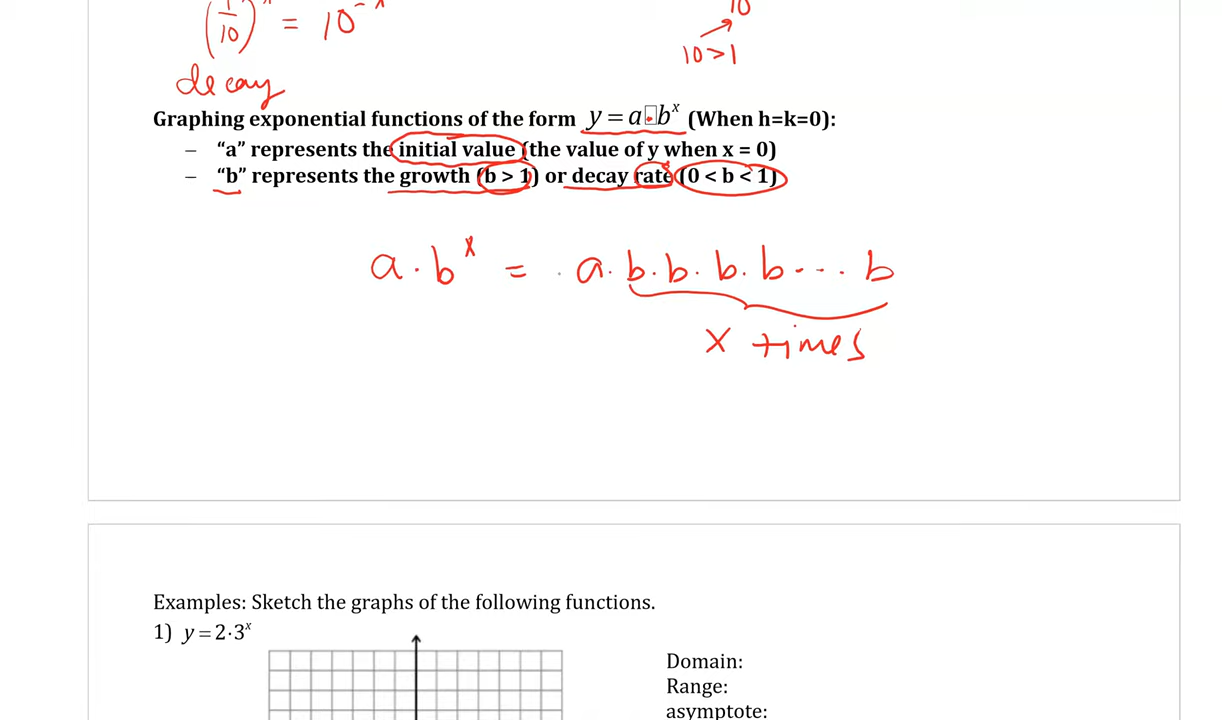 (1/10)^x = 10^-x
10
10>1
decay
Graphing exponential functions of the form y = a□b^x (When h=k=0):
– “a” represents the initial value (the value of y when x = 0)
– “b” represents the growth (b > 1) or decay rate (0 < b < 1)
a · b^x = a · b · b · b · b · · · b
x times
Examples: Sketch the graphs of the following functions.
1) y = 2·3^x
Domain:
Range:
asymptote: